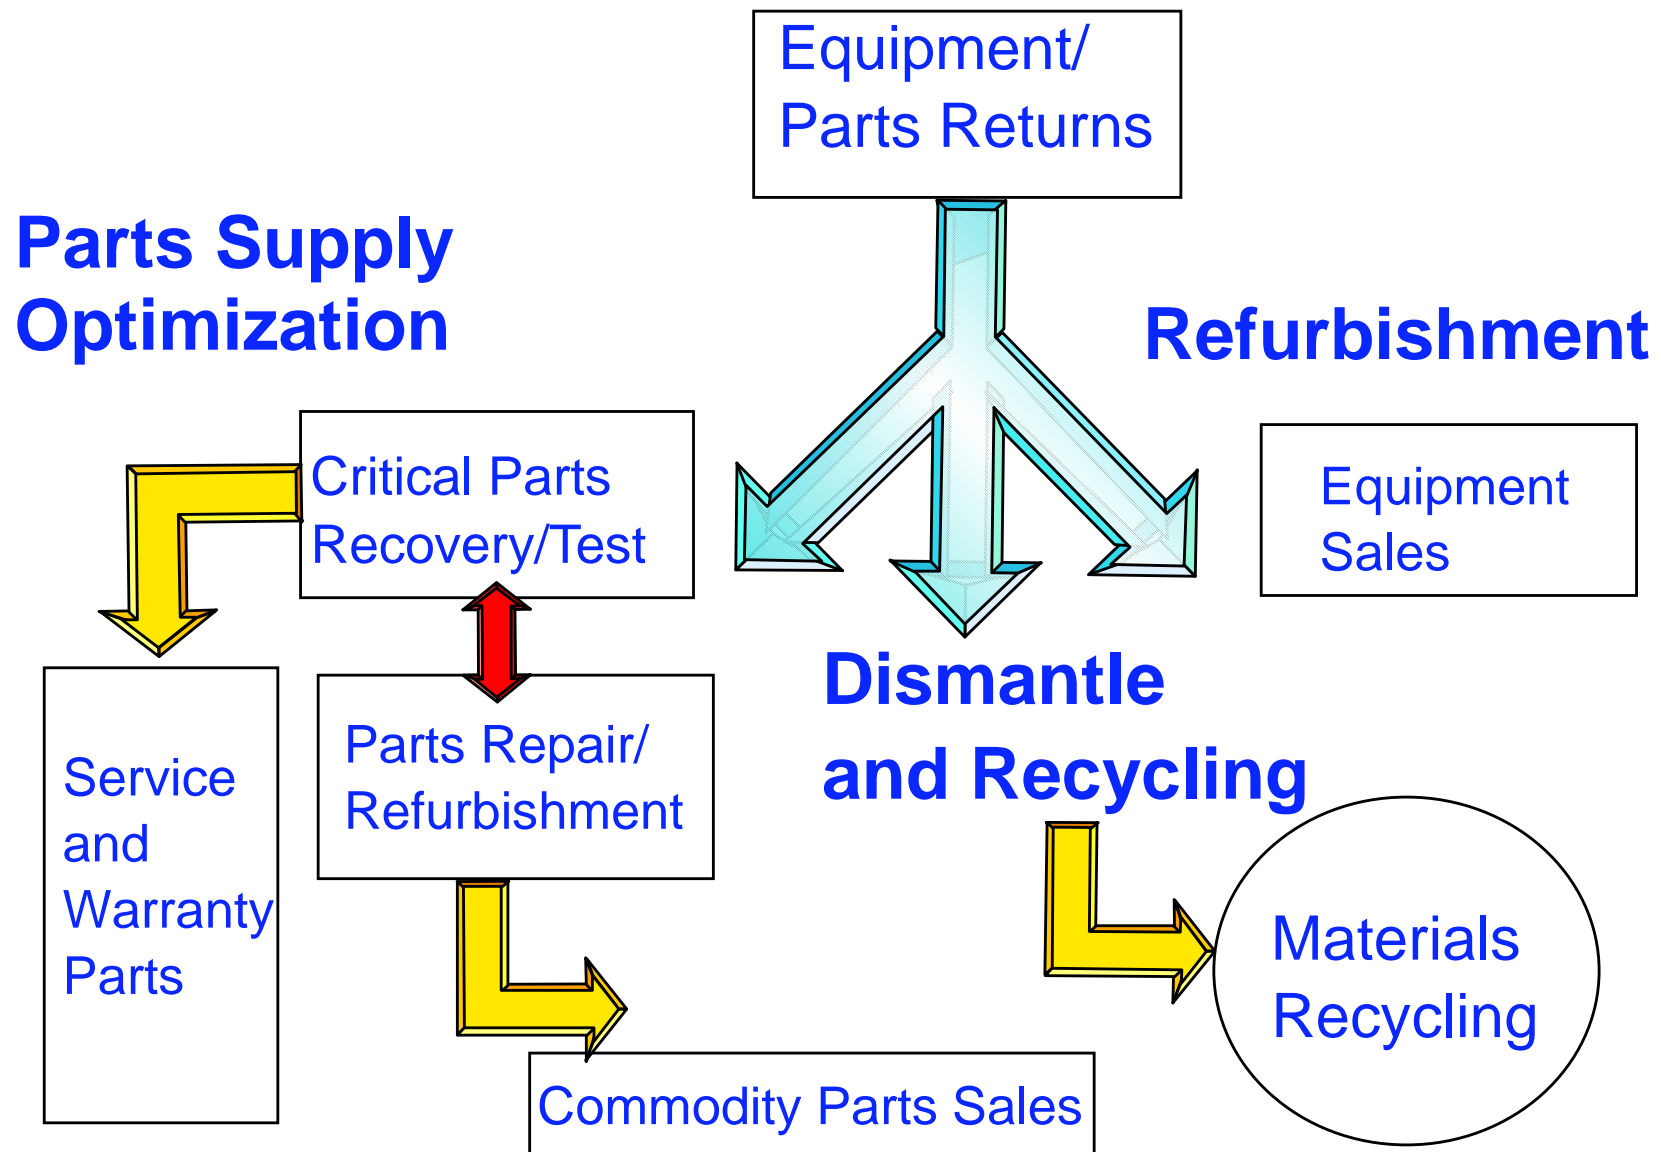 Equipment/
Parts Returns
Parts Supply
Optimization
Refurbishment
Critical Parts
Recovery/Test
Equipment
Sales
Dismantle
and Recycling
Parts Repair/
Refurbishment
Service
and
Warranty
Parts
Materials
Recycling
Commodity Parts Sales